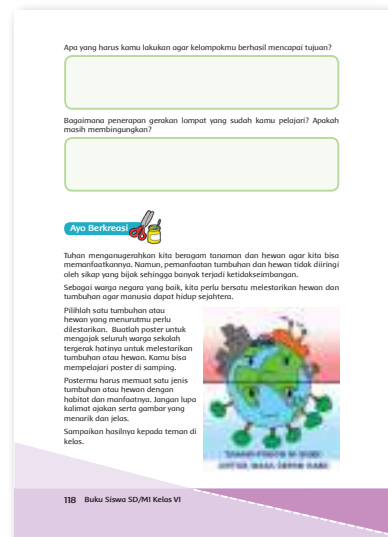 Apa yang harus kamu lakukan agar kelompokmu berhasil mencapai tujuan?
Bagaimana penerapan gerakan lompat yang sudah kamu pelajari? Apakah
masih membingungkan?
Ayo Berkreasi
Tuhan menganugerahkan kita beragam tanaman dan hewan agar kita bisa
memanfaatkannya. Namun, pemanfaatan tumbuhan dan hewan tidak diiringi
oleh sikap yang bijak sehingga banyak terjadi ketidakseimbangan.
Sebagai warga negara yang baik, kita perlu bersatu melestarikan hewan dan
tumbuhan agar manusia dapat hidup sejahtera.
Pilihlah satu tumbuhan atau
hewan yang menurutmu perlu
dilestarikan. Buatlah poster untuk
mengajak seluruh warga sekolah
tergerak hatinya untuk melestarikan
tumbuhan atau hewan. Kamu bisa
mempelajari poster di samping.
Postermu harus memuat satu jenis
tumbuhan atau hewan dengan
habitat dan manfaatnya. Jangan lupa
kalimat ajakan serta gambar yang
menarik dan jelas.
Sampaikan hasilnya kepada teman di
kelas.
118 Buku Siswa SD/MI Kelas VI